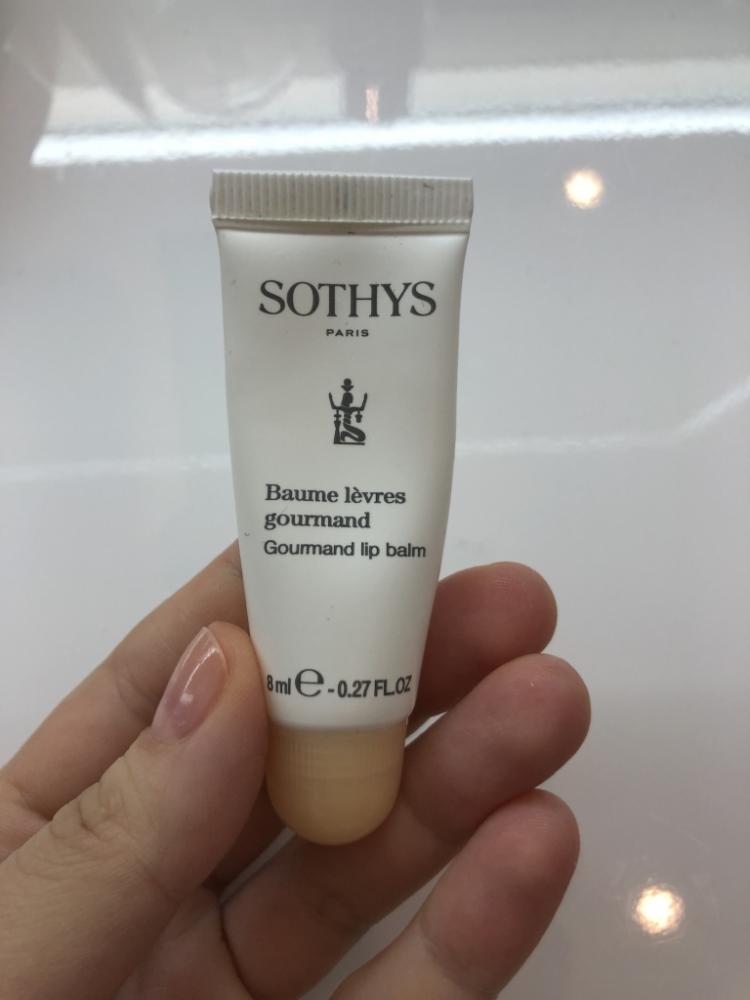 SOTHYS
PARIS
Baume lèvres
gourmand
Gourmand lip balm
8 ml ℮ - 0.27 FL.OZ